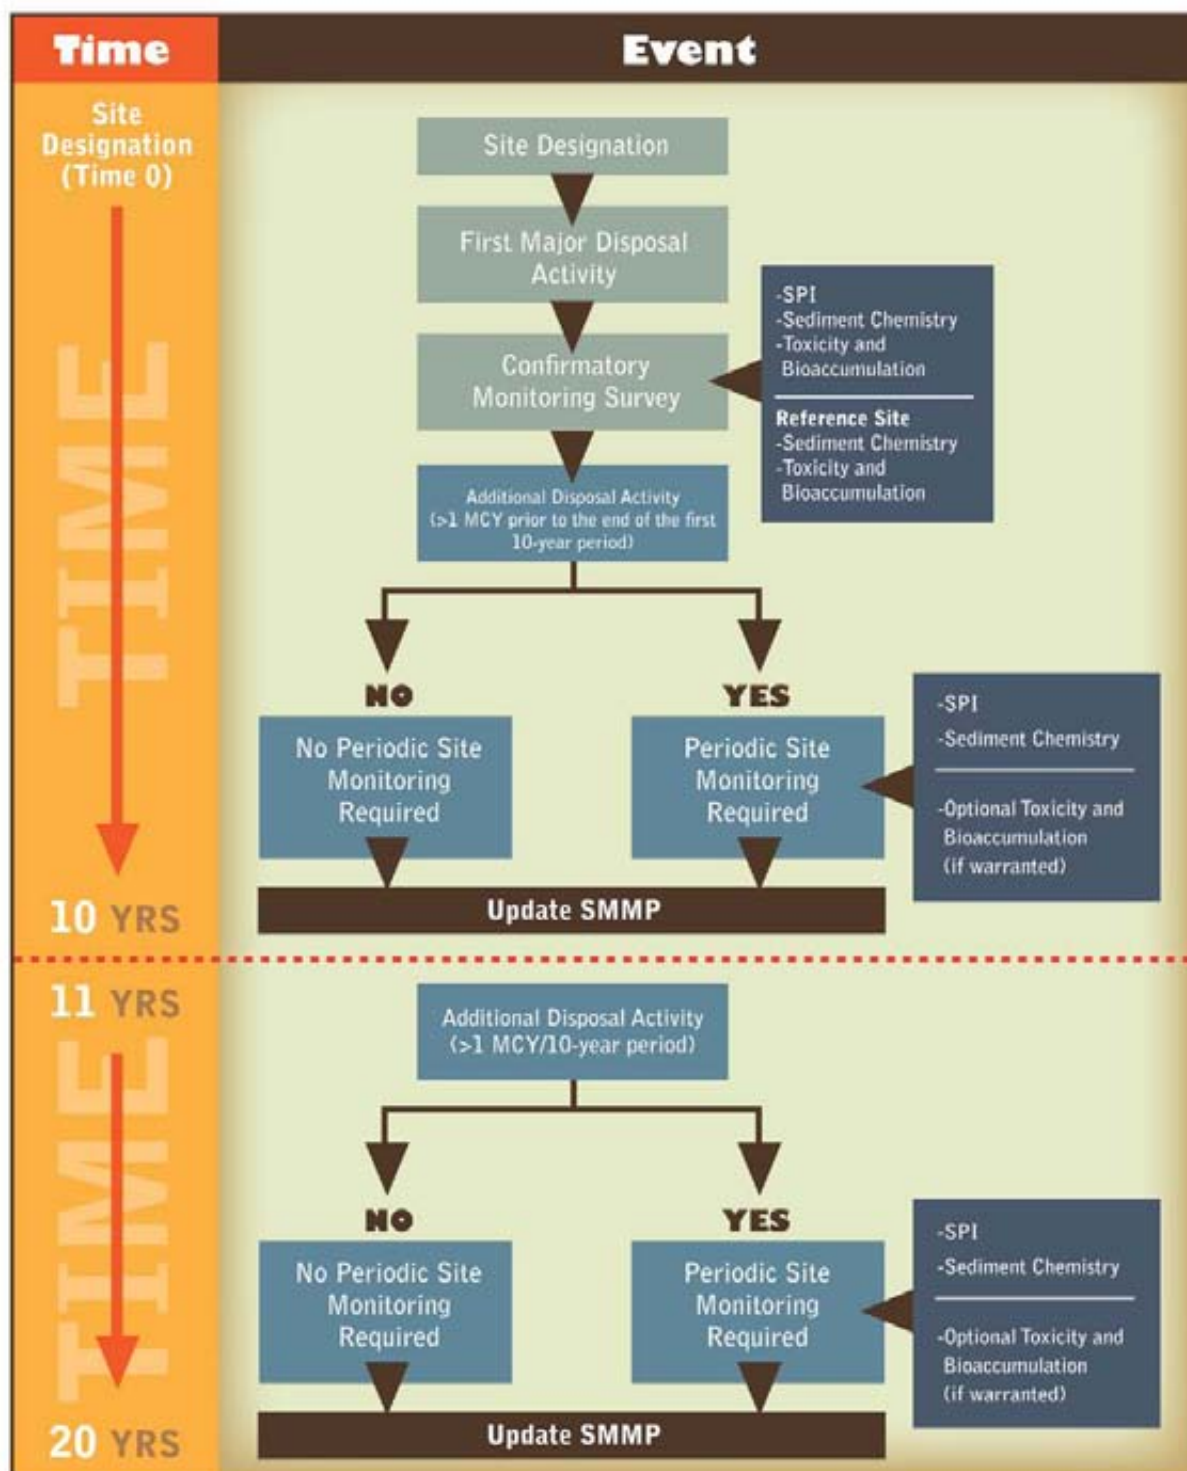 Time
Event
Site
Designation
(Time 0)
TIME
10 YRS
Site Designation
First Major Disposal
Activity
Confirmatory
Monitoring Survey
-SPI
-Sediment Chemistry
-Toxicity and
Bioaccumulation
Reference Site
-Sediment Chemistry
-Toxicity and
Bioaccumulation
Additional Disposal Activity
(>1 MCY prior to the end of the first
10-year period)
NO
YES
No Periodic Site
Monitoring
Required
Periodic Site
Monitoring
Required
-SPI
-Sediment Chemistry
-Optional Toxicity and
Bioaccumulation
(if warranted)
Update SMMP
11 YRS
TIME
20 YRS
Additional Disposal Activity
(>1 MCY/10-year period)
NO
YES
No Periodic Site
Monitoring
Required
Periodic Site
Monitoring
Required
-SPI
-Sediment Chemistry
-Optional Toxicity and
Bioaccumulation
(if warranted)
Update SMMP